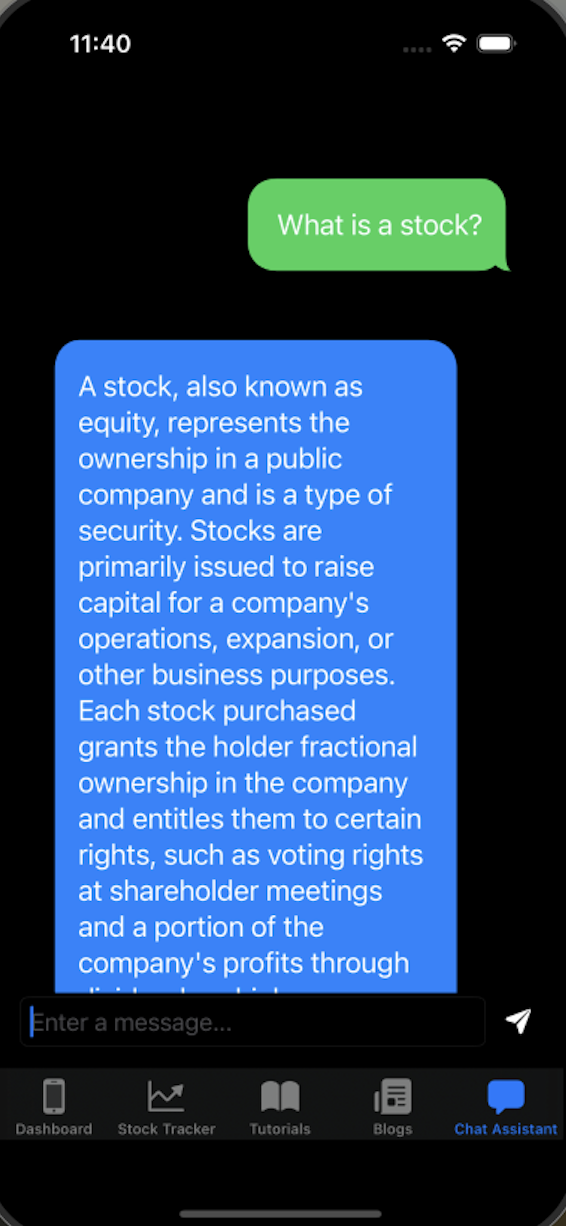 11:40
What is a stock?
A stock, also known as
equity, represents the
ownership in a public
company and is a type of
security. Stocks are
primarily issued to raise
capital for a company's
operations, expansion, or
other business purposes.
Each stock purchased
grants the holder fractional
ownership in the company
and entitles them to certain
rights, such as voting rights
at shareholder meetings
and a portion of the
company's profits through
Enter a message...
Dashboard
Stock Tracker
Tutorials
Blogs
Chat Assistant